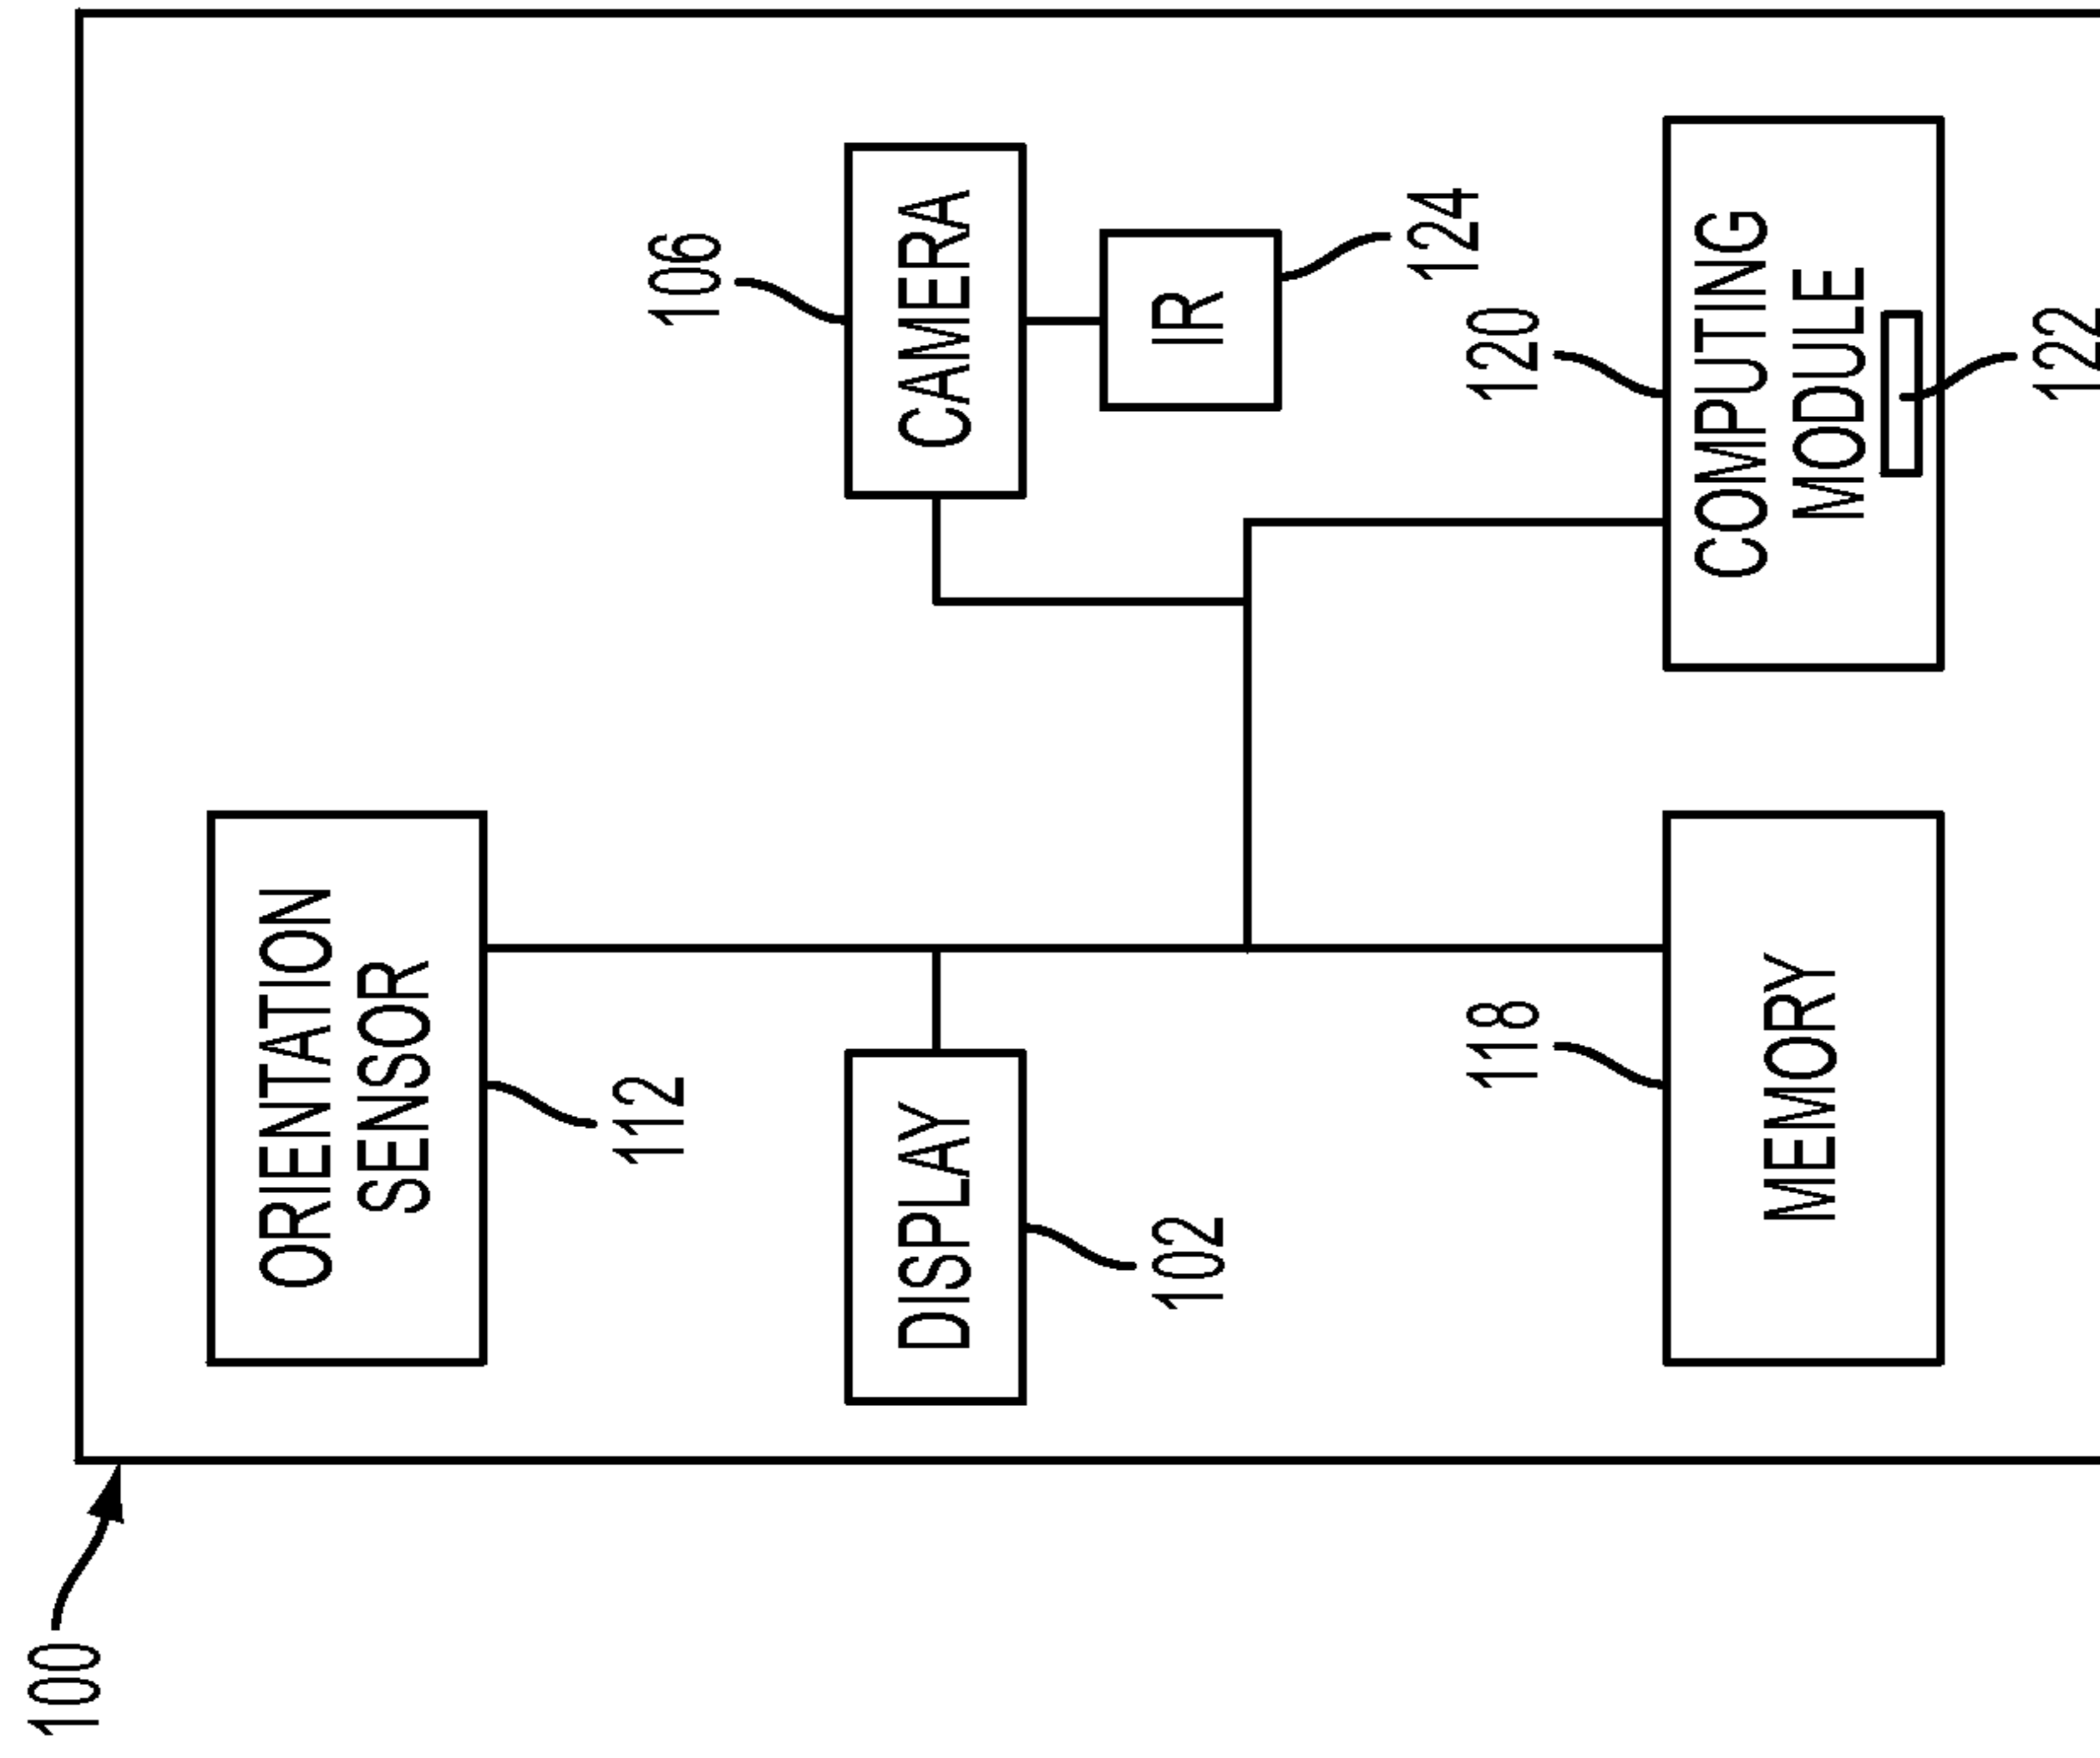 100
ORIENTATION
SENSOR
112
106
CAMERA
DISPLAY
102
IR
124
118
MEMORY
120
COMPUTING
MODULE
122